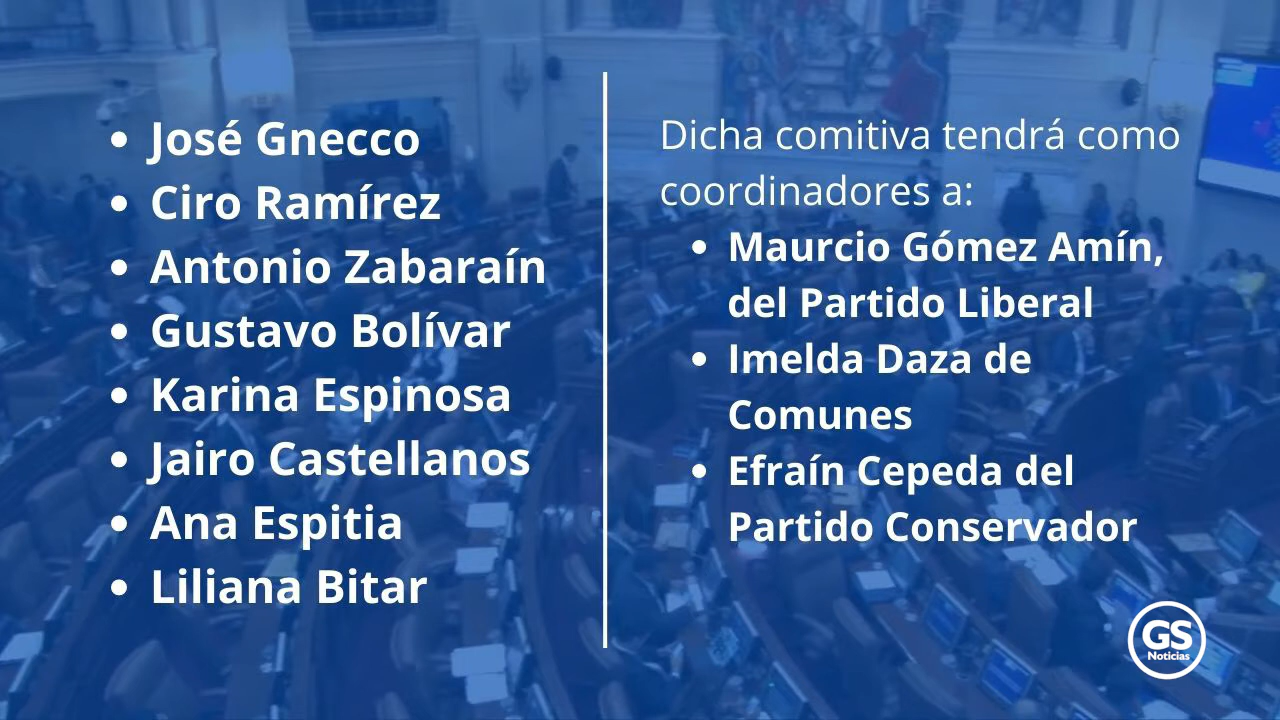 • José Gnecco
• Ciro Ramírez
• Antonio Zabaraín
• Gustavo Bolívar
• Karina Espinosa
• Jairo Castellanos
• Ana Espitia
• Liliana Bitar
Dicha comitiva tendrá como
coordinadores a:
• Maurcio Gómez Amín,
del Partido Liberal
• Imelda Daza de
Comunes
• Efraín Cepeda del
Partido Conservador
GS
Noticias